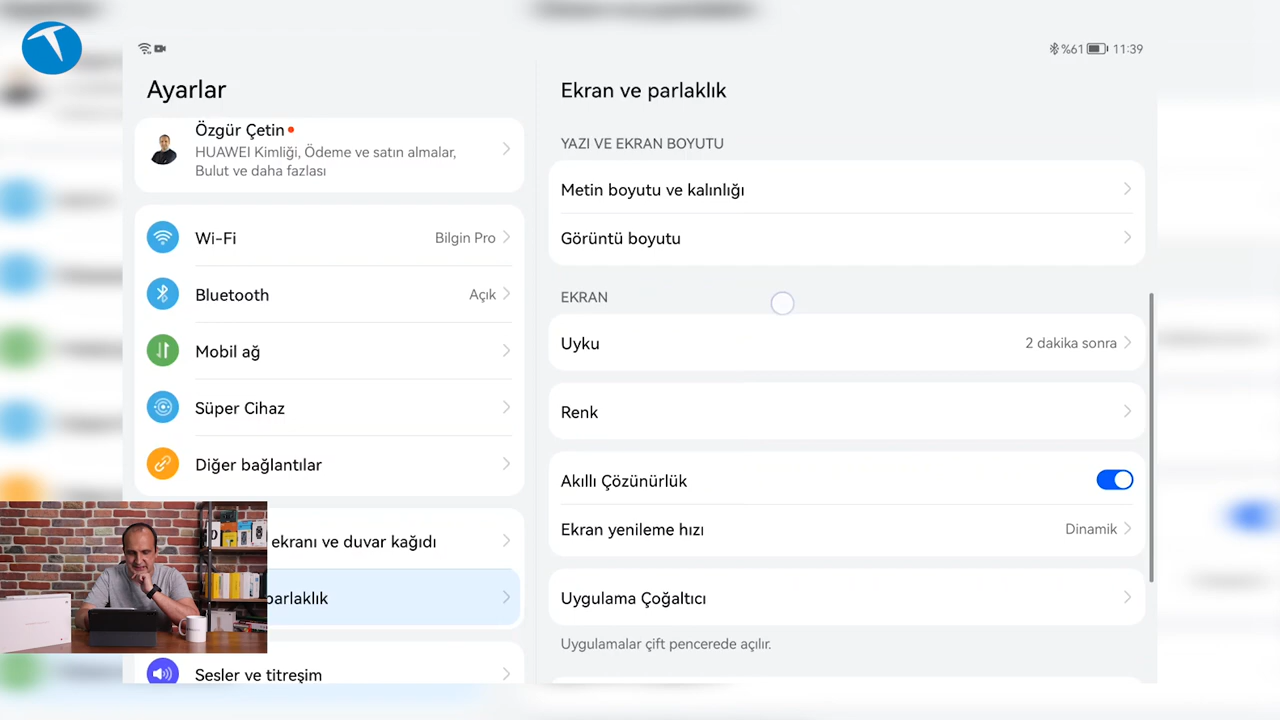 %61 11:39
Ayarlar
Özgür Çetin
HUAWEI Kimliği, Ödeme ve satın almalar,
Bulut ve daha fazlası
Wi-Fi Bilgin Pro
Bluetooth Açık
Mobil ağ
Süper Cihaz
Diğer bağlantılar
ekranı ve duvar kağıdı
parlaklık
Sesler ve titreşim
Ekran ve parlaklık
YAZI VE EKRAN BOYUTU
Metin boyutu ve kalınlığı
Görüntü boyutu
EKRAN
Uyku 2 dakika sonra
Renk
Akıllı Çözünürlük
Ekran yenileme hızı Dinamik
Uygulama Çoğaltıcı
Uygulamalar çift pencerede açılır.